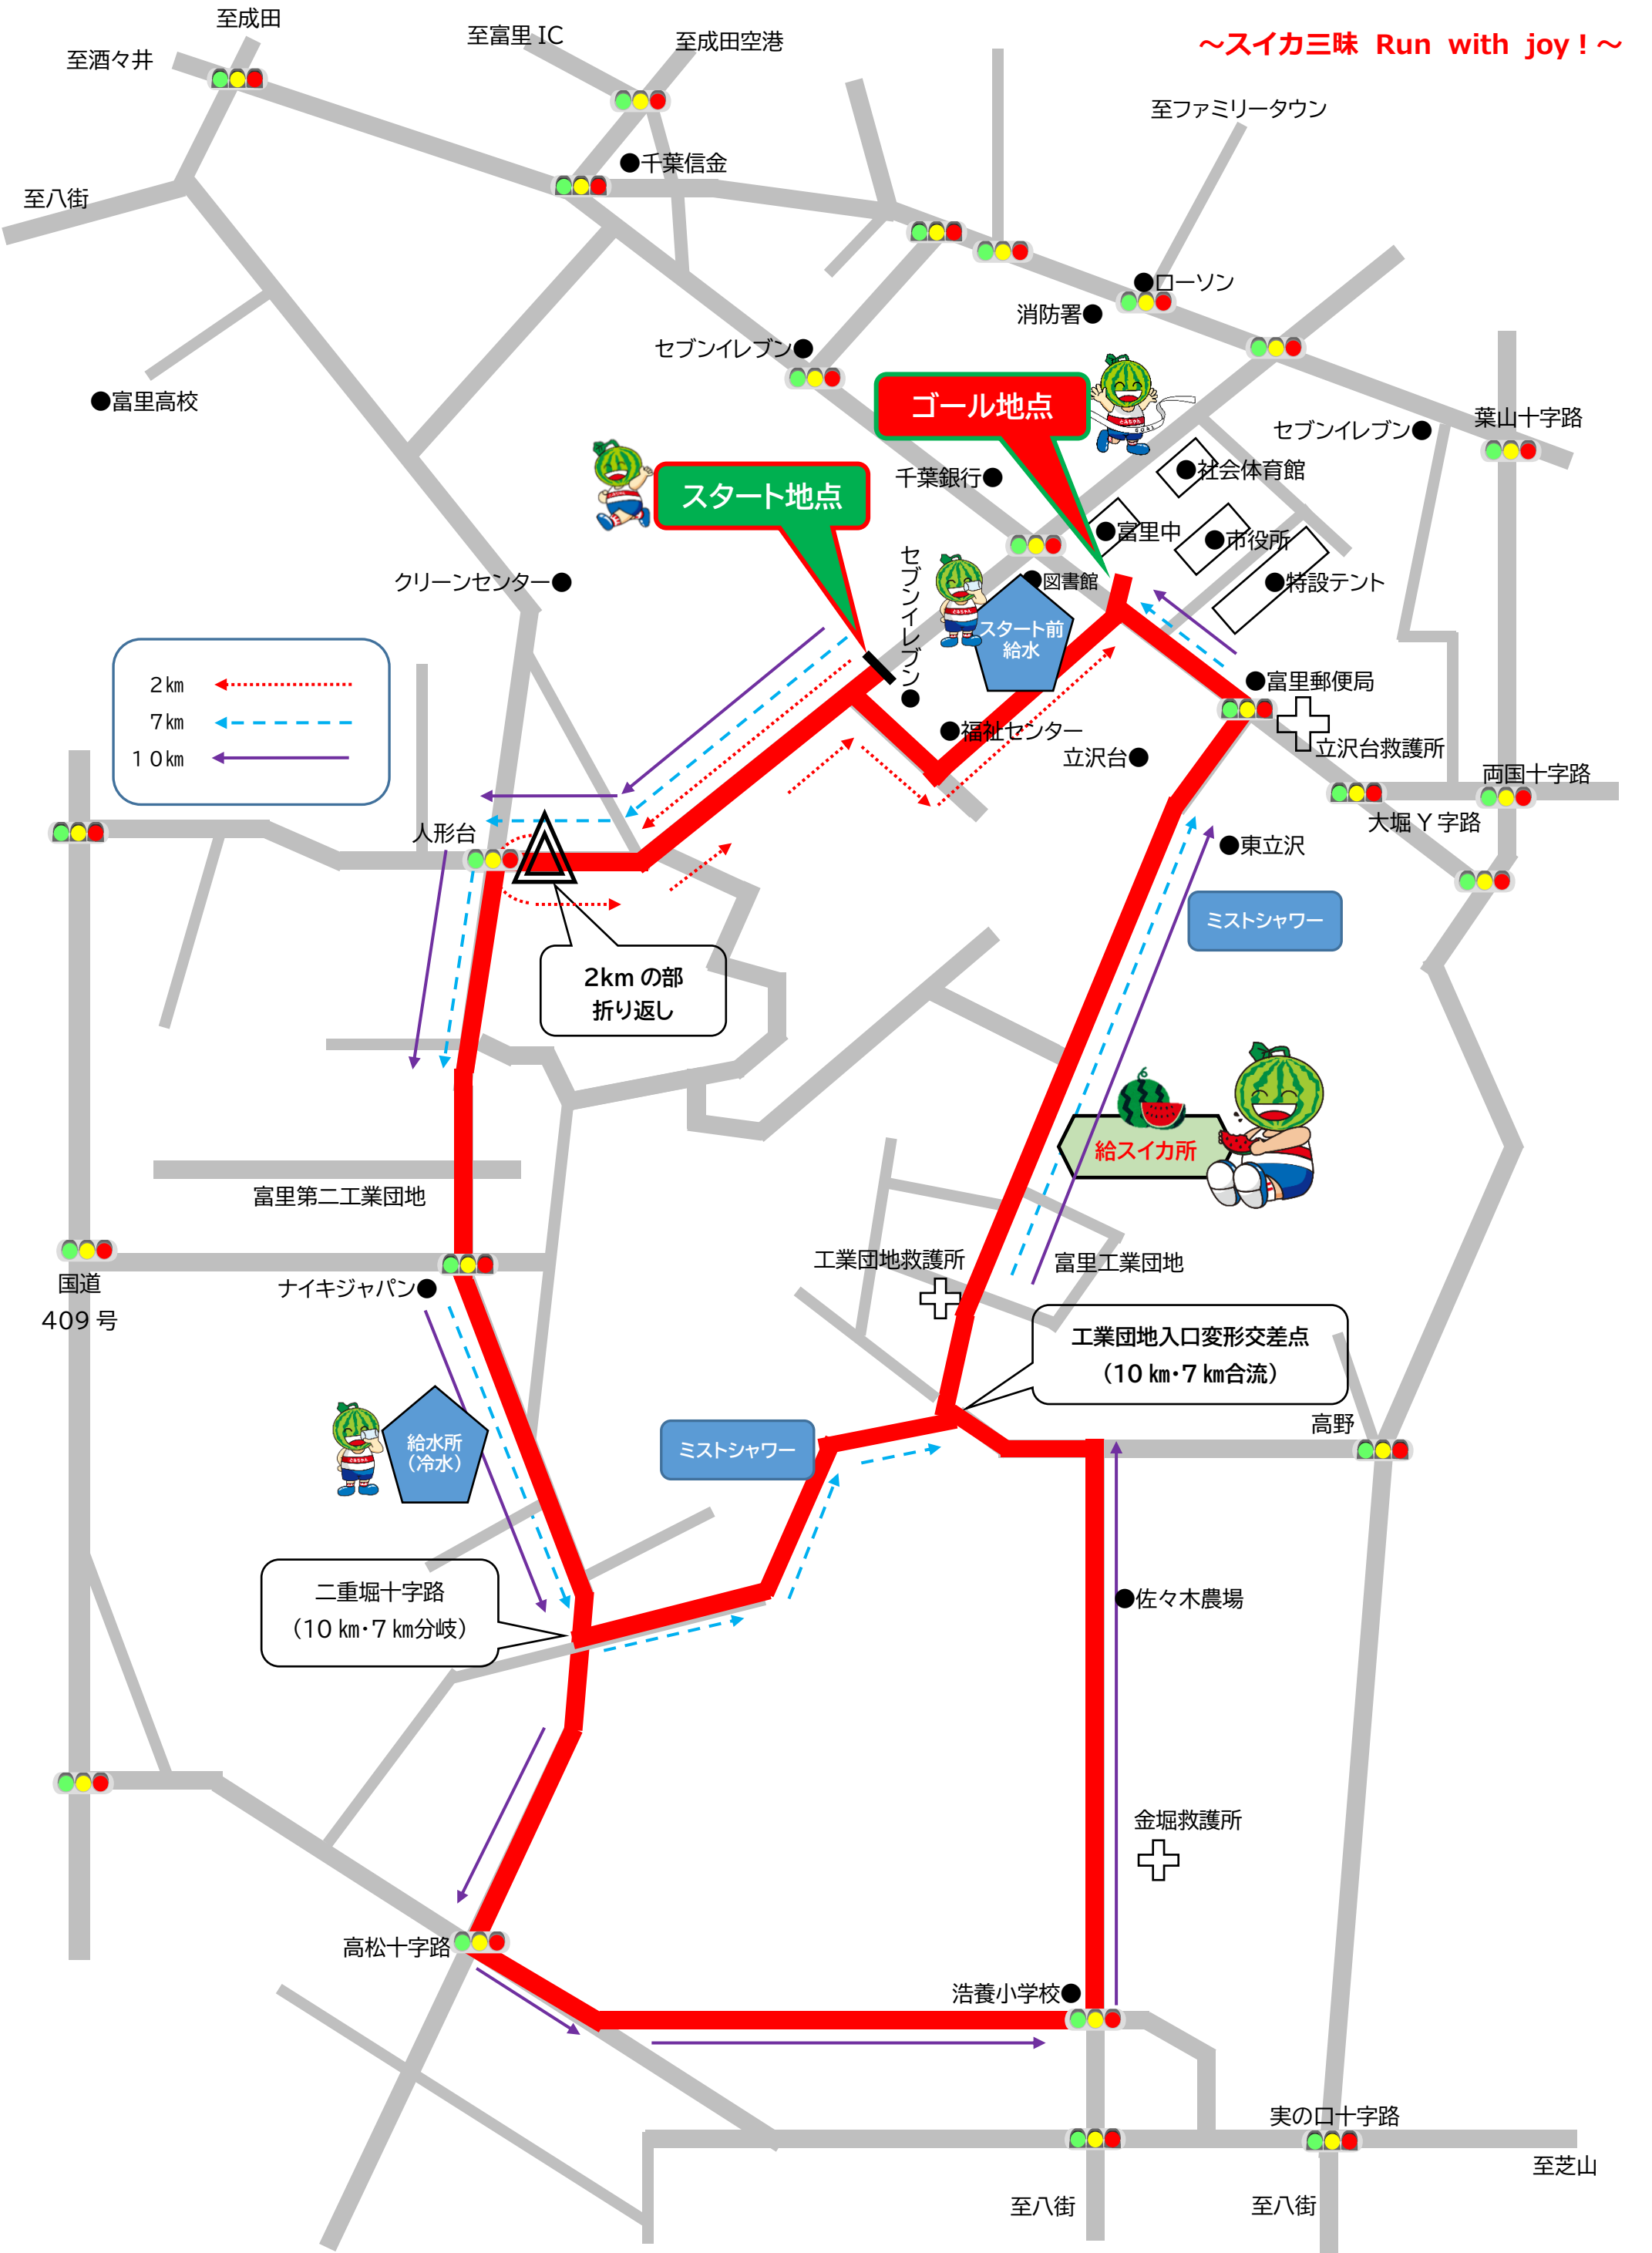 至成田
至富里IC
至成田空港
～スイカ三昧 Run with joy！～
至酒々井
至ファミリータウン
●千葉信金
至八街
●ローソン
消防署●
セブンイレブン●
●富里高校
ゴール地点
セブンイレブン●
葉山十字路
●社会体育館
千葉銀行●
スタート地点
●富里中
●市役所
セブンイレブン●
クリーンセンター●
●図書館
●特設テント
スタート前
給水
2㎞
7㎞
10㎞
●富里郵便局
●福祉センター
立沢台●
立沢台救護所
両国十字路
大堀Y字路
人形台
●東立沢
ミストシャワー
2kmの部
折り返し
給スイカ所
富里第二工業団地
工業団地救護所
富里工業団地
国道
409号
ナイキジャパン●
工業団地入口変形交差点
（10㎞・7㎞合流）
高野
給水所
（冷水）
ミストシャワー
二重堀十字路
（10㎞・7㎞分岐）
●佐々木農場
金堀救護所
高松十字路
浩養小学校●
実の口十字路
至芝山
至八街
至八街